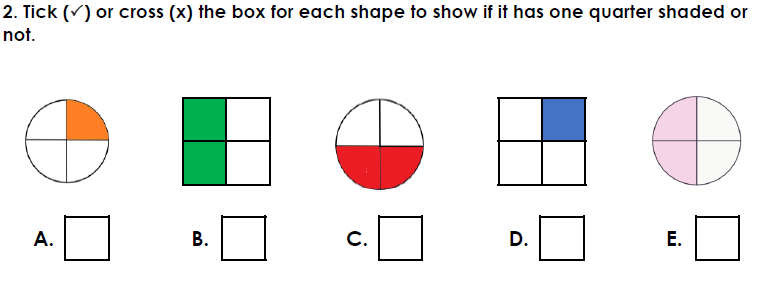 2. Tick (✓) or cross (x) the box for each shape to show if it has one quarter shaded or
not.
A. B. C. D. E.